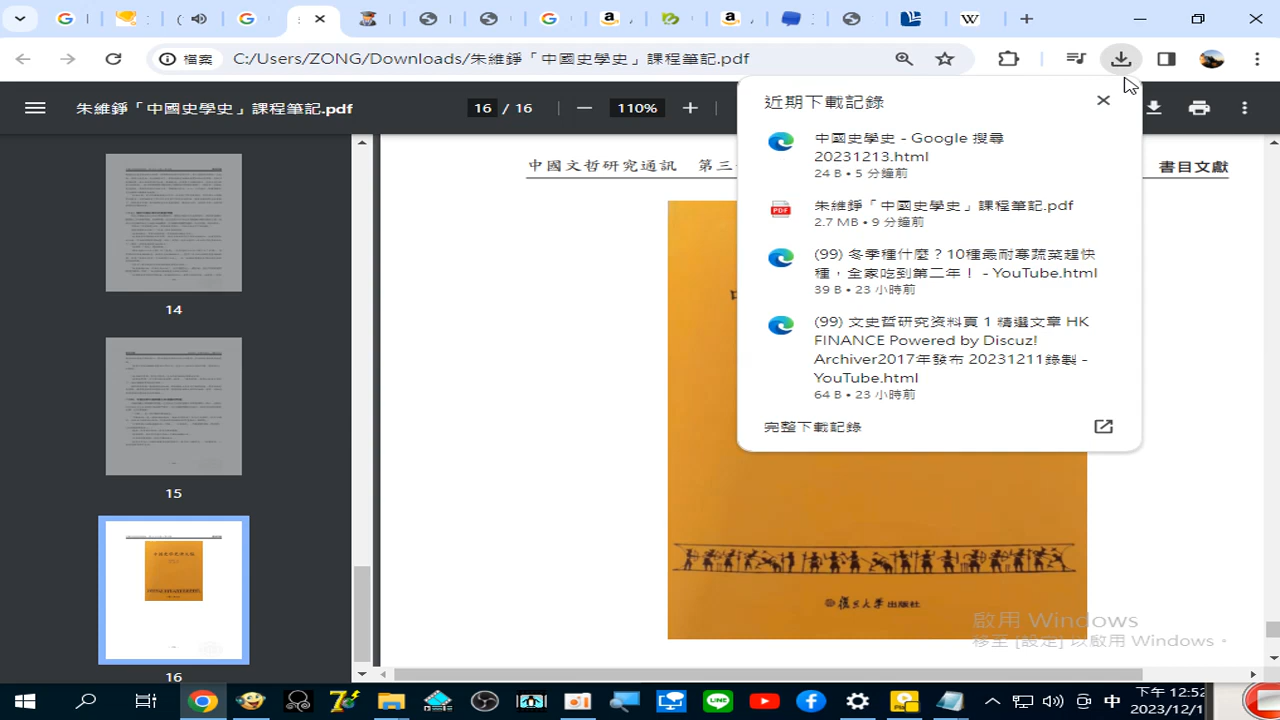 檔案
C:/Users/ZONG/Downloads/朱維錚「中國史學史」課程筆記.pdf
朱維錚「中國史學史」課程筆記.pdf
16 / 16
110%
近期下載記錄
中國史學史 - Google 搜尋
20231213.html
24 B • 5 分鐘前
朱維錚「中國史學史」課程筆記.pdf
2.7 MB • 9 分鐘前
(99) 冬季種什麼？10種最耐寒蔬菜趕快
種，全家吃到第二年！ - YouTube.html
39 B • 23 小時前
(99) 文史哲研究資料頁 1 精選文章 HK
FINANCE Powered by Discuz!
Archiver2017年發布 20231211錄製 -
YouTube.html
64 B • 23 小時前
完整下載記錄
中國文哲研究通訊 第三
書目文獻
14
15
16
復旦大學出版社
啟用 Windows
移至 [設定] 以啟用 Windows。
中
下午 12:52
2023/12/1